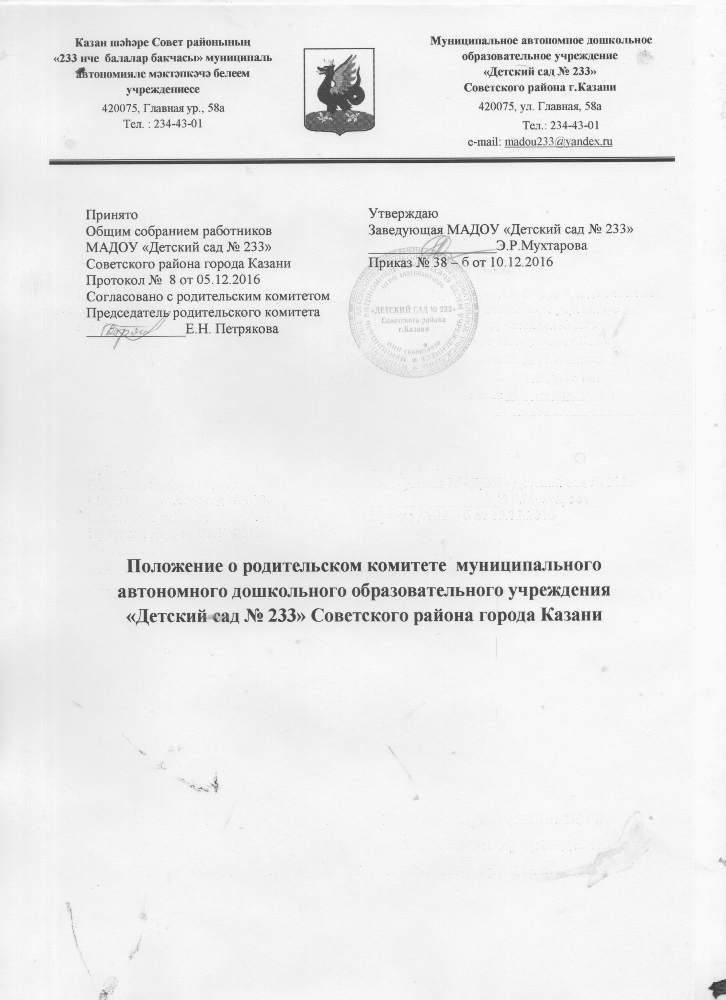 Казан шәһәре Совет районының
«233 нче балалар бакчасы» муниципаль
автономияле мәктәпкәчә белеем
учреждениесе
420075, Главная ур., 58а
Тел. : 234-43-01
Муниципальное автономное дошкольное
образовательное учреждение
«Детский сад № 233»
Советского района г.Казани
420075, ул. Главная, 58а
Тел.: 234-43-01
e-mail: madou233@yandex.ru
Принято
Общим собранием работников
МАДОУ «Детский сад № 233»
Советского района города Казани
Протокол № 8 от 05.12.2016
Согласовано с родительским комитетом
Председатель родительского комитета
Е.Н. Петрякова
Утверждаю
Заведующая МАДОУ «Детский сад № 233»
Э.Р.Мухтарова
Приказ № 38 – б от 10.12.2016
ОГРН 1021603631026
«ДЕТСКИЙ САД № 233»
Советского района
г.Казани
ИНН 1660034030
Положение о родительском комитете муниципального
автономного дошкольного образовательного учреждения
«Детский сад № 233» Советского района города Казани